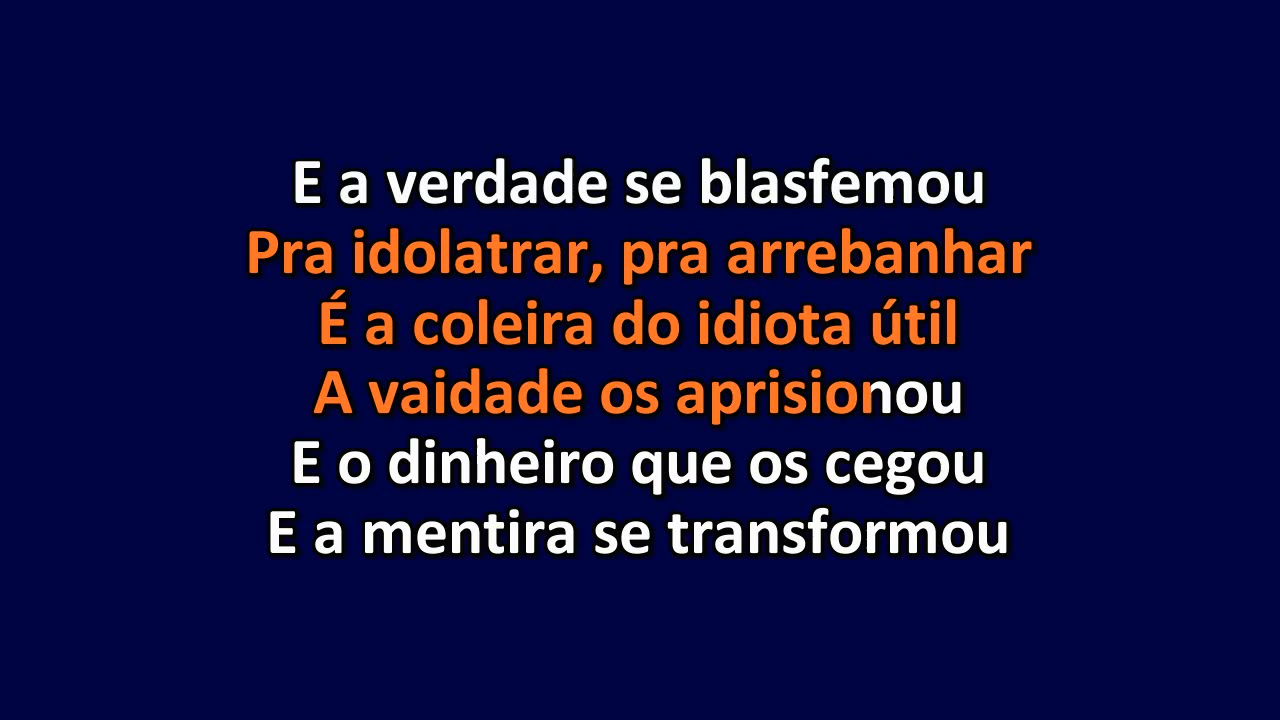 E a verdade se blasfemou
Pra idolatrar, pra arrebanhar
É a coleira do idiota útil
A vaidade os aprisionou
E o dinheiro que os cegou
E a mentira se transformou